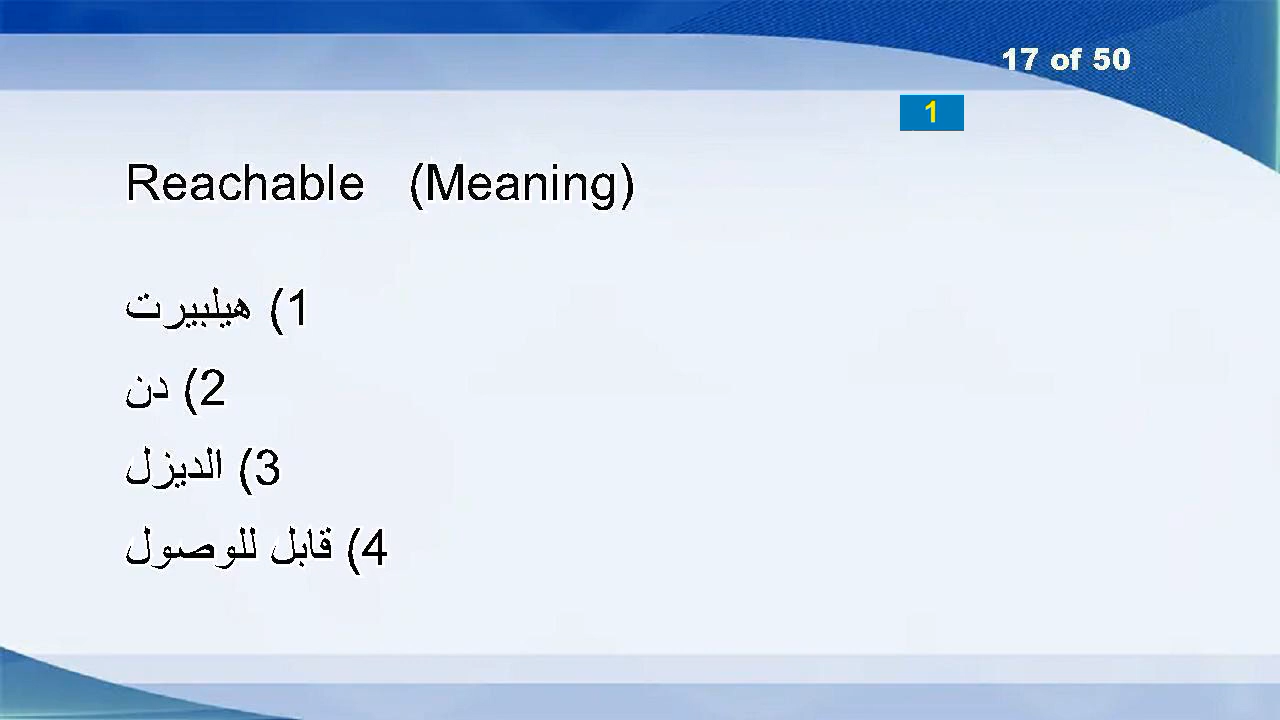 17 of 50
1
Reachable (Meaning)
1) هيلبيرت
2) دن
3) الديزل
4) قابل للوصول